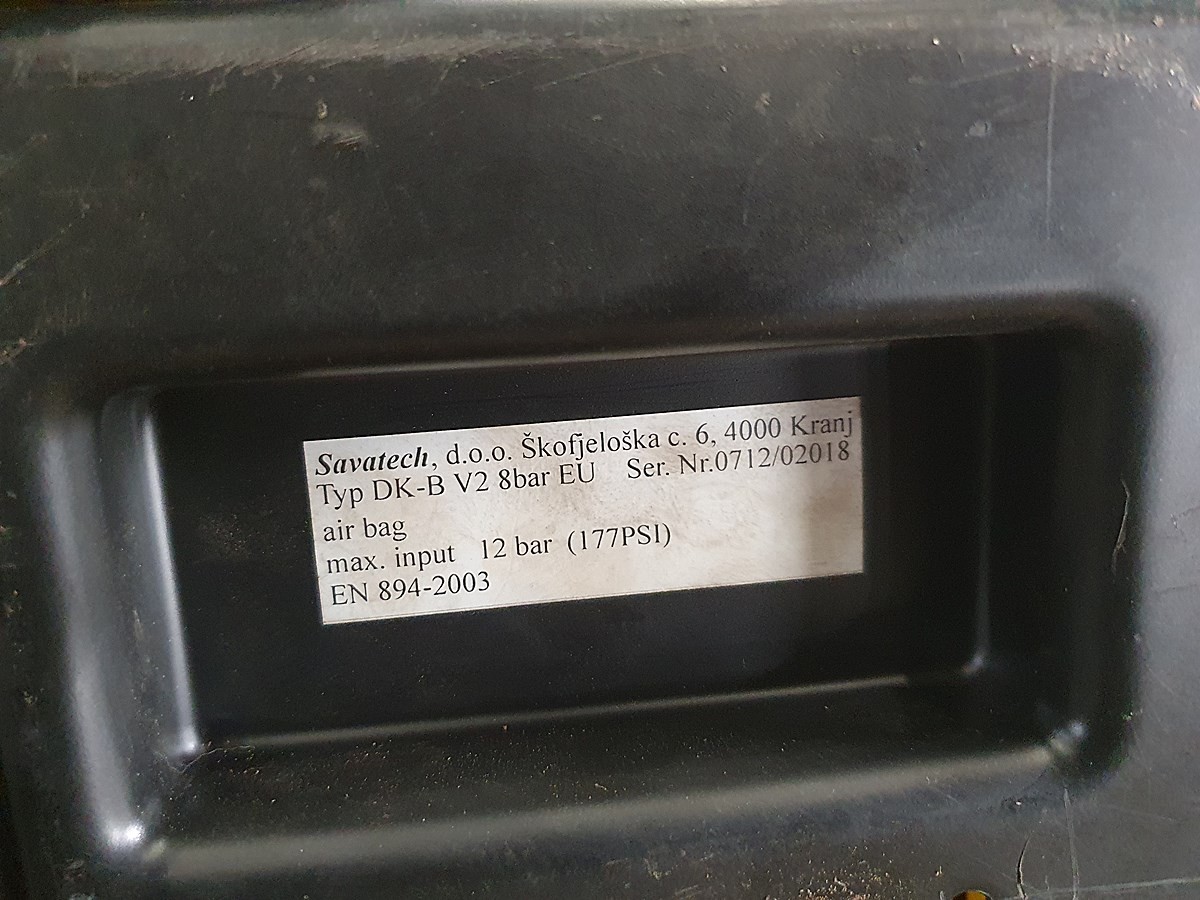 Savatech, d.o.o. Škofjeloška c. 6, 4000 Kranj
Typ DK-B V2 8bar EU Ser. Nr.0712/02018
air bag
max. input 12 bar (177PSI)
EN 894-2003